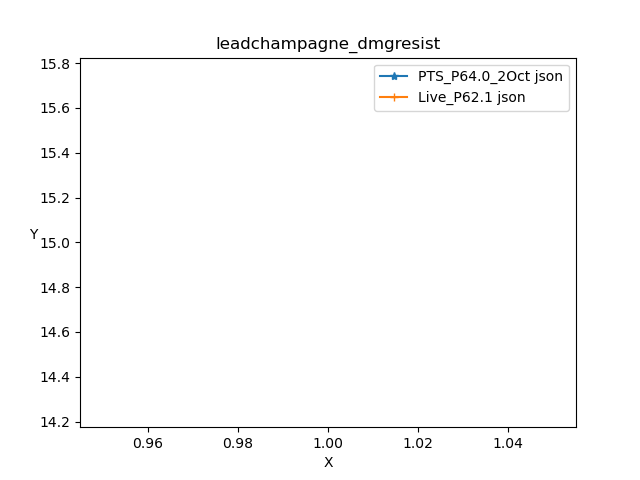 leadchampagne_dmgresist
PTS_P64.0_2Oct json
Live_P62.1 json
15.8
15.6
15.4
15.2
Y
15.0
14.8
14.6
14.4
14.2
0.96 0.98 1.00 1.02 1.04
X